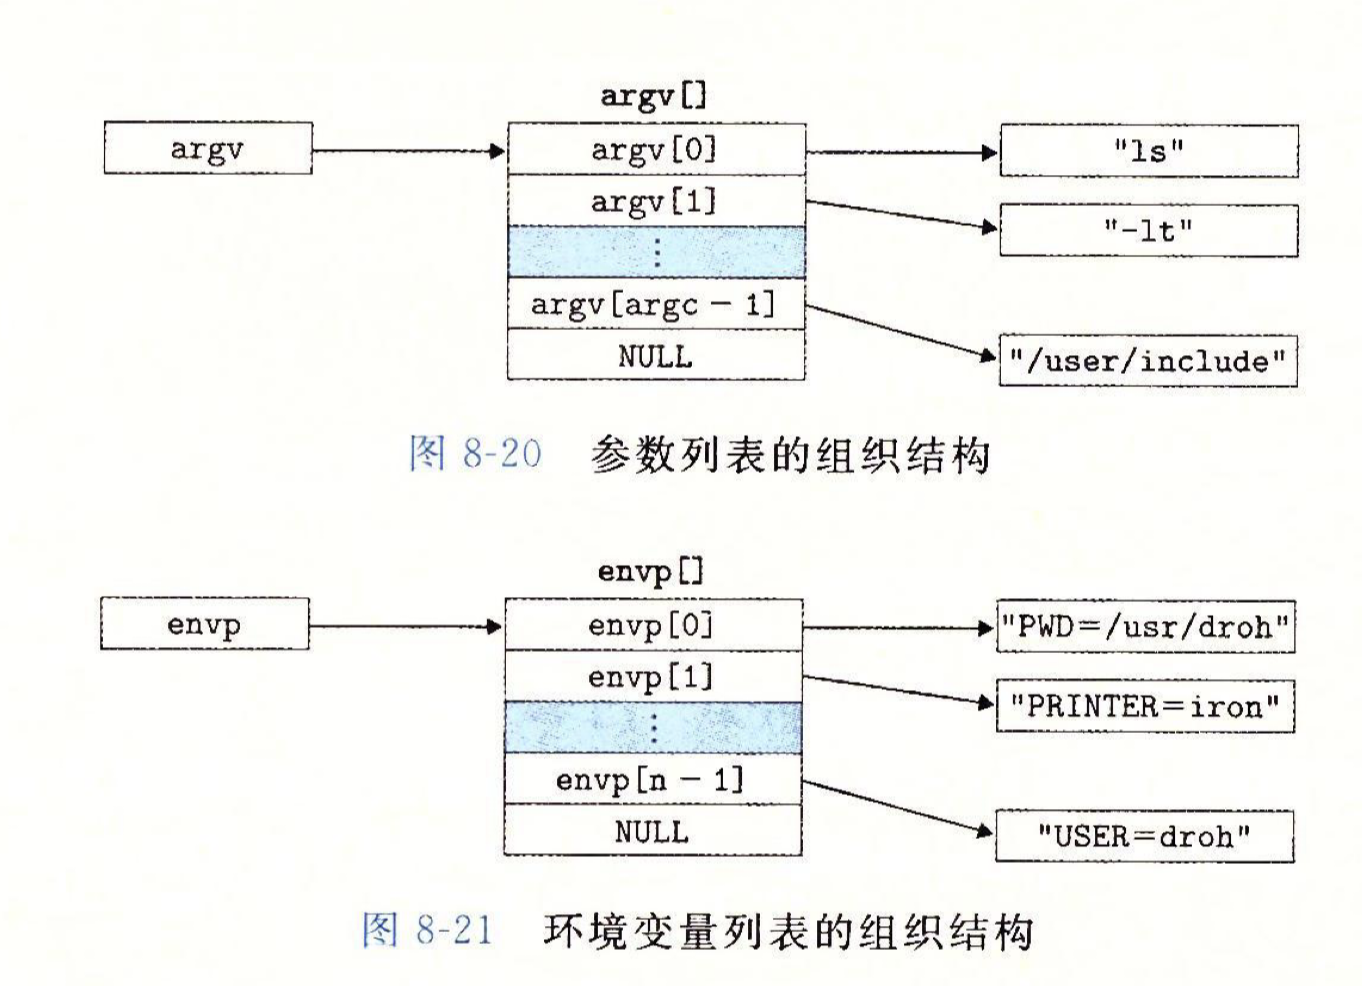 argv[]
argv
argv[0]
"ls"
argv[1]
"-lt"
⋮
argv[argc − 1]
"/user/include"
NULL
图 8-20 参数列表的组织结构
envp[]
envp
envp[0]
"PWD=/usr/droh"
envp[1]
"PRINTER=iron"
⋮
envp[n − 1]
"USER=droh"
NULL
图 8-21 环境变量列表的组织结构